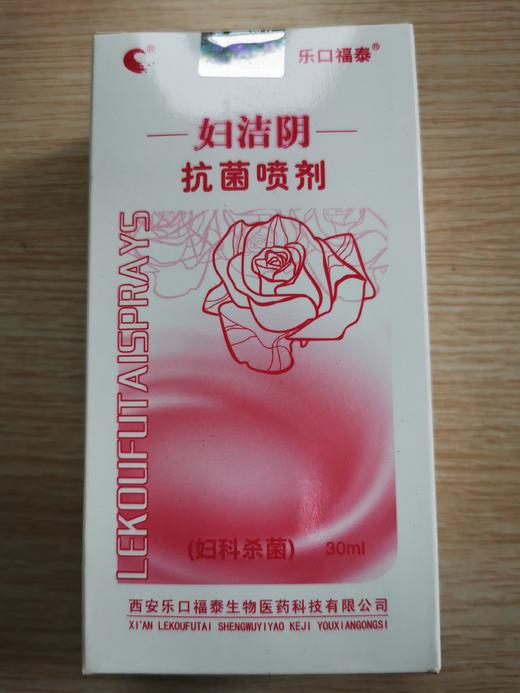 乐口福泰®
妇洁阴
抗菌喷剂
LEKOUFUTAISPRAYS
(妇科杀菌) 30ml
西安乐口福泰生物医药科技有限公司
XI'AN LEKOUFUTAI SHENGWUYIYAO KEJI YOUXIANGONGSI